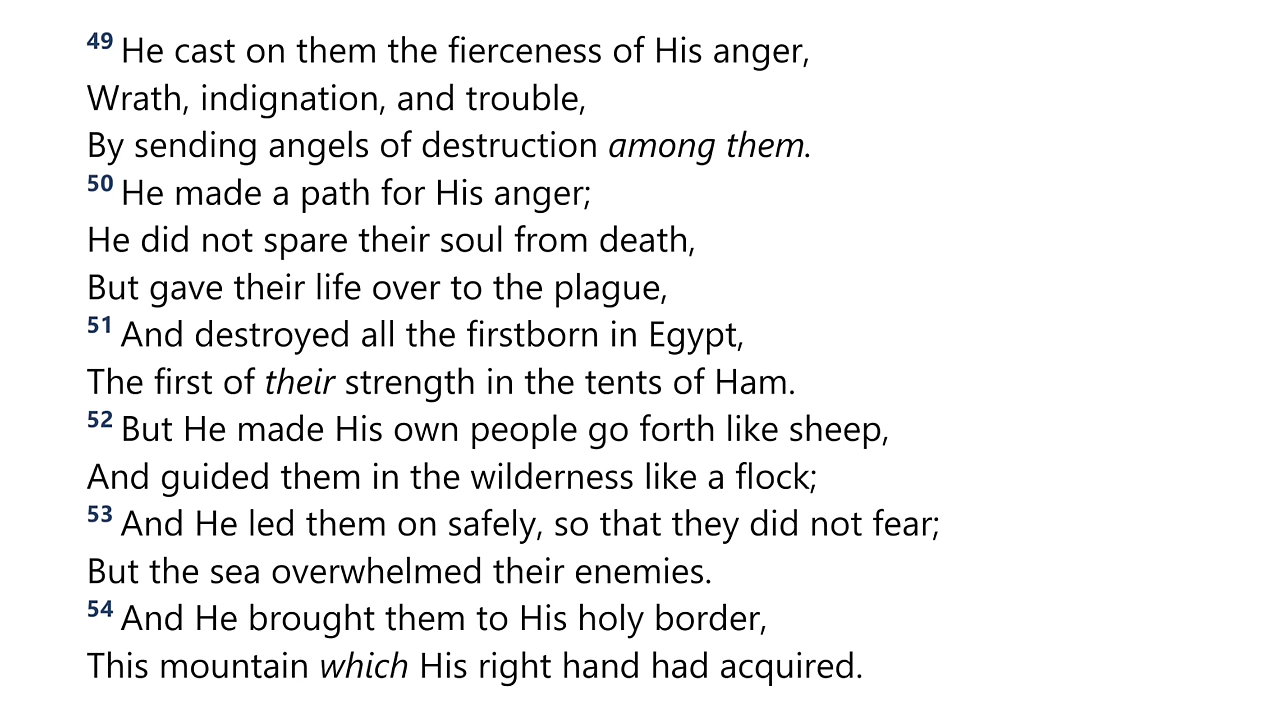 49 He cast on them the fierceness of His anger,
Wrath, indignation, and trouble,
By sending angels of destruction among them.
50 He made a path for His anger;
He did not spare their soul from death,
But gave their life over to the plague,
51 And destroyed all the firstborn in Egypt,
The first of their strength in the tents of Ham.
52 But He made His own people go forth like sheep,
And guided them in the wilderness like a flock;
53 And He led them on safely, so that they did not fear;
But the sea overwhelmed their enemies.
54 And He brought them to His holy border,
This mountain which His right hand had acquired.